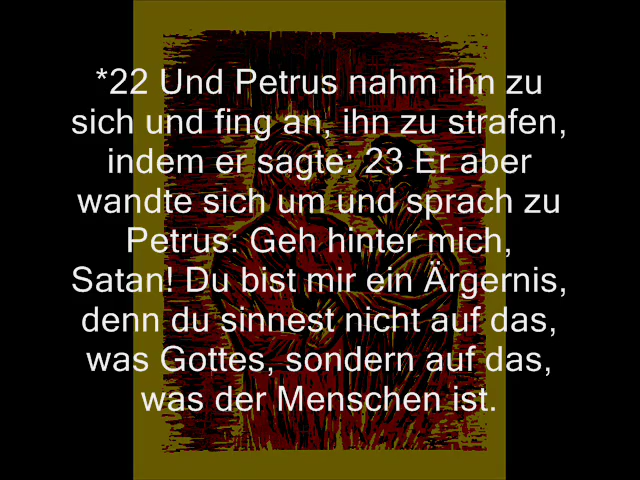 *22 Und Petrus nahm ihn zu
sich und fing an, ihn zu strafen,
indem er sagte: 23 Er aber
wandte sich um und sprach zu
Petrus: Geh hinter mich,
Satan! Du bist mir ein Ärgernis,
denn du sinnest nicht auf das,
was Gottes, sondern auf das,
was der Menschen ist.